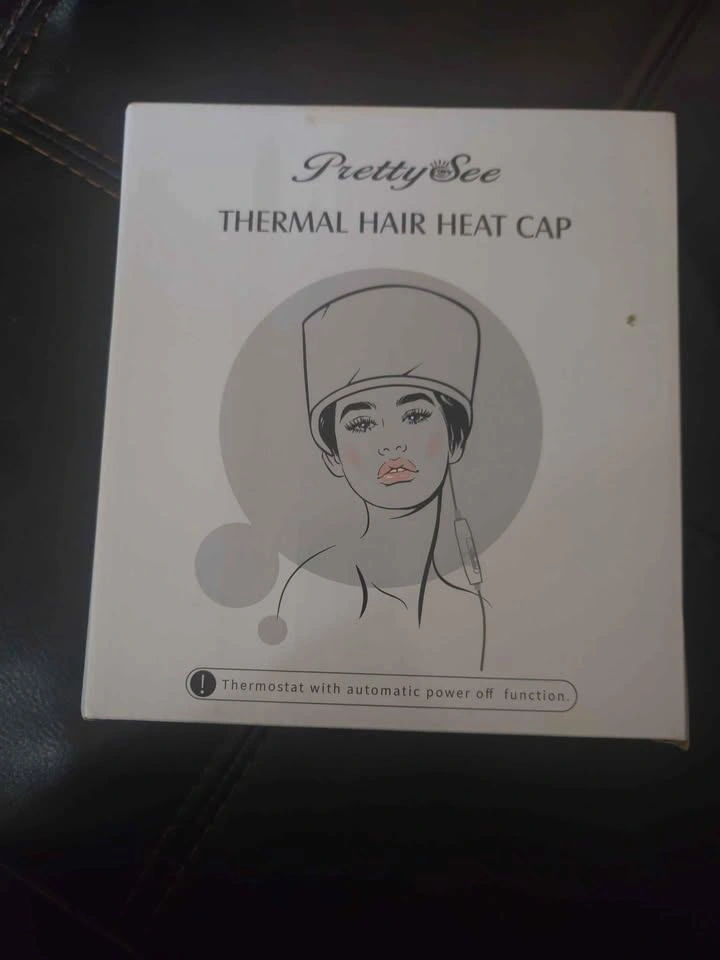 PrettySee
THERMAL HAIR HEAT CAP
! Thermostat with automatic power off function.